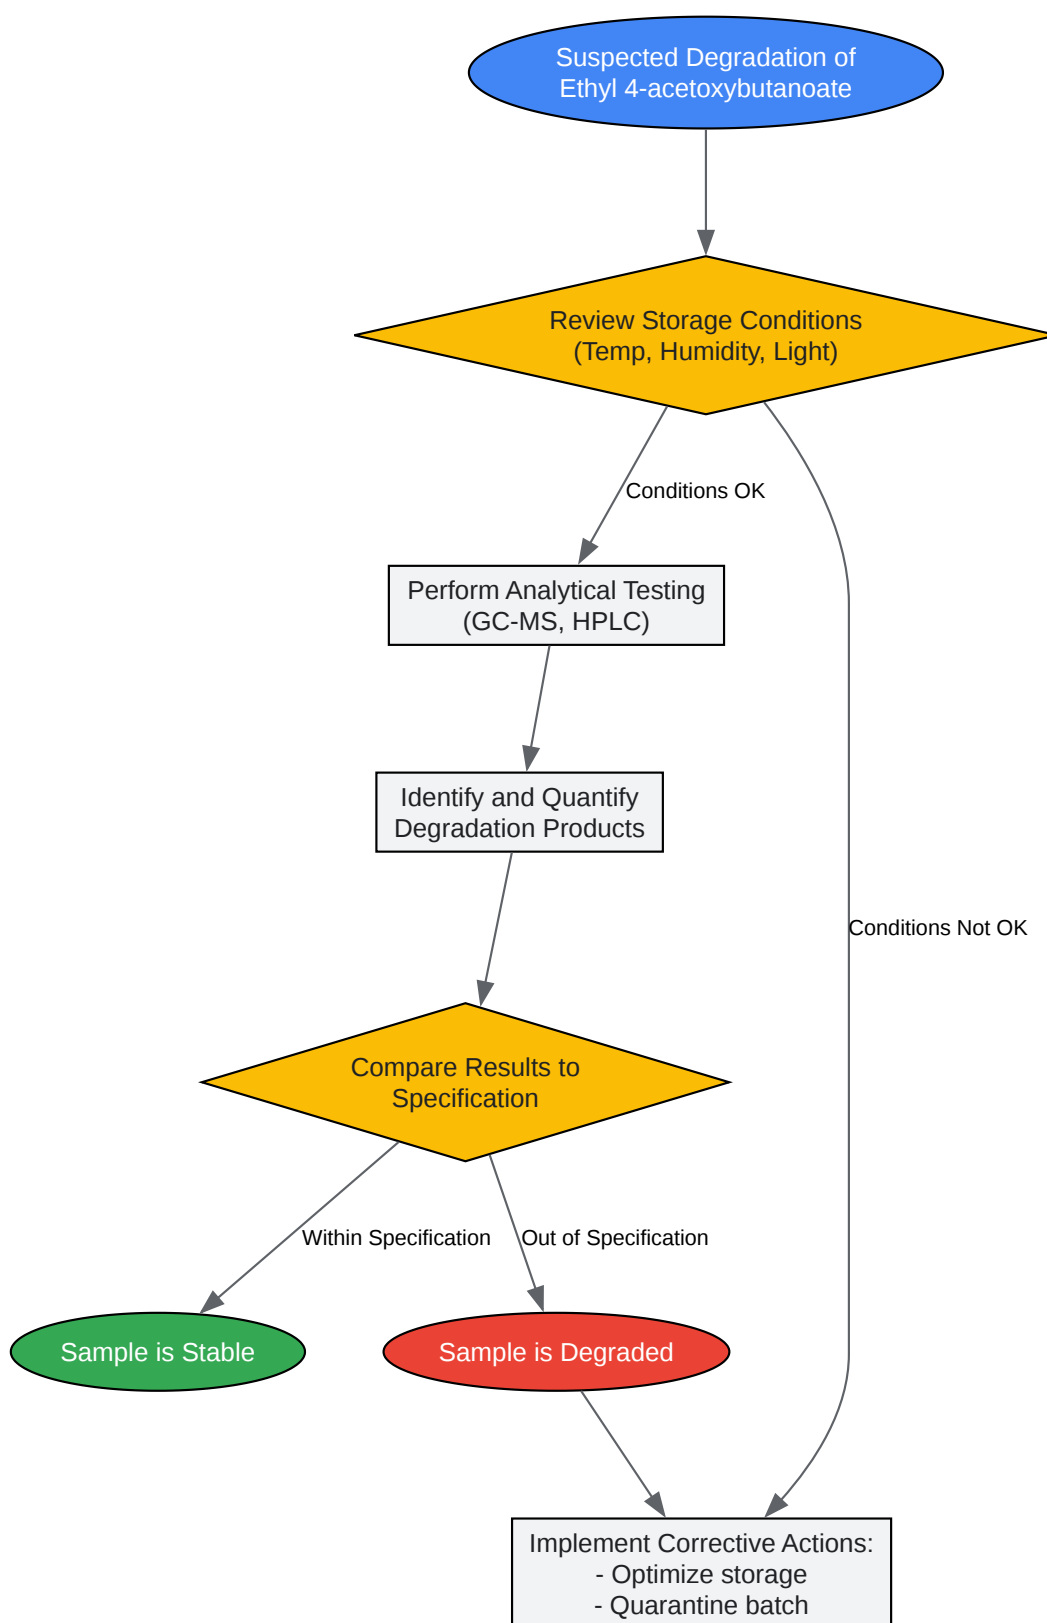 Suspected Degradation of
Ethyl 4-acetoxybutanoate
Review Storage Conditions
(Temp, Humidity, Light)
Conditions OK
Perform Analytical Testing
(GC-MS, HPLC)
Identify and Quantify
Degradation Products
Conditions Not OK
Compare Results to
Specification
Within Specification
Out of Specification
Sample is Stable
Sample is Degraded
Implement Corrective Actions:
- Optimize storage
- Quarantine batch